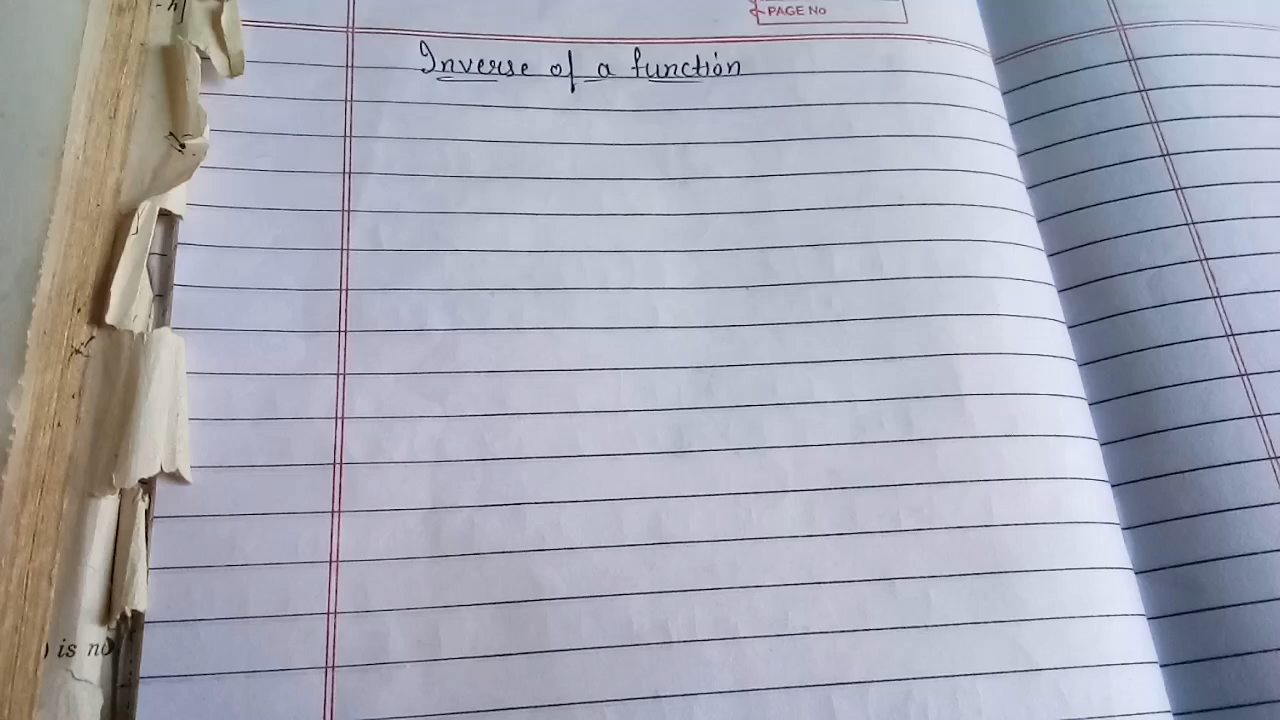 PAGE No
Inverse of a function
) is no